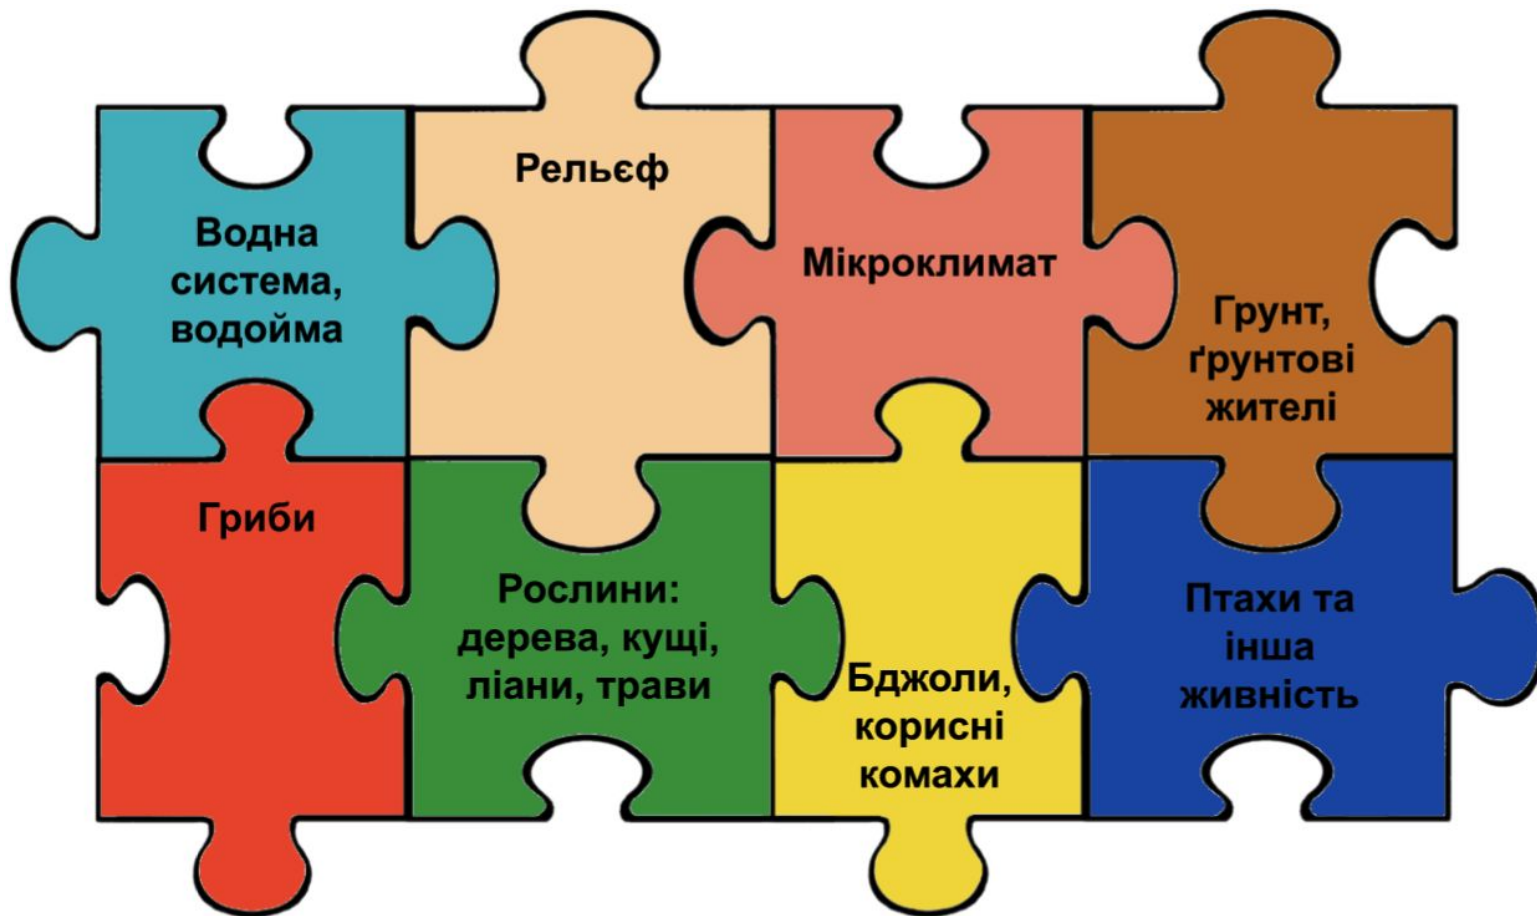 Водна
система,
водойма
Рельєф
Мікроклимат
Грунт,
ґрунтові
жителі
Гриби
Рослини:
дерева, кущі,
ліани, трави
Бджоли,
корисні
комахи
Птахи та
інша
живність